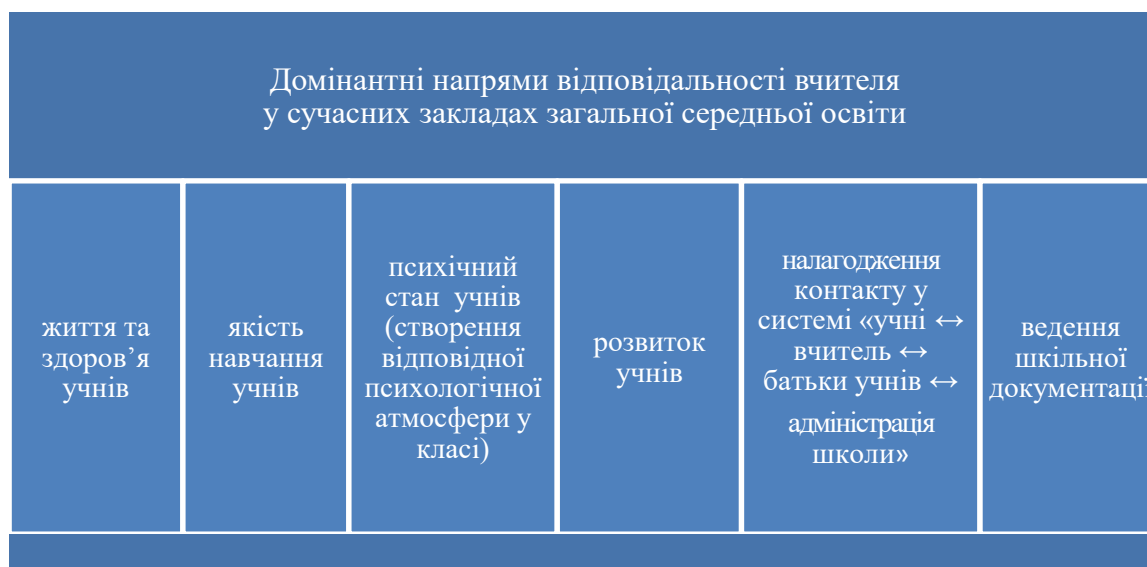 Домінантні напрями відповідальності вчителя
у сучасних закладах загальної середньої освіти
життя та
здоров’я
учнів
якість
навчання
учнів
психічний
стан учнів
(створення
відповідної
психологічної
атмосфери у
класі)
розвиток
учнів
налагодження
контакту у
системі «учні ↔
вчитель ↔
батьки учнів ↔
адміністрація
школи»
ведення
шкільної
документації